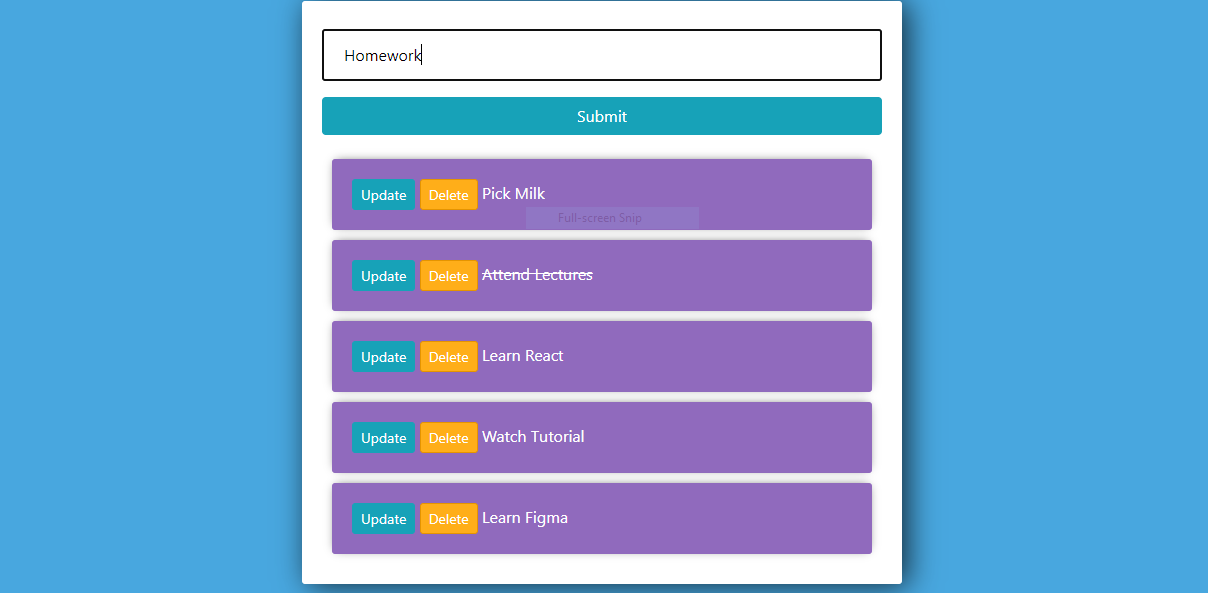 Homework
Submit
Update Delete Pick Milk
Full-screen Snip
Update Delete Attend Lectures
Update Delete Learn React
Update Delete Watch Tutorial
Update Delete Learn Figma